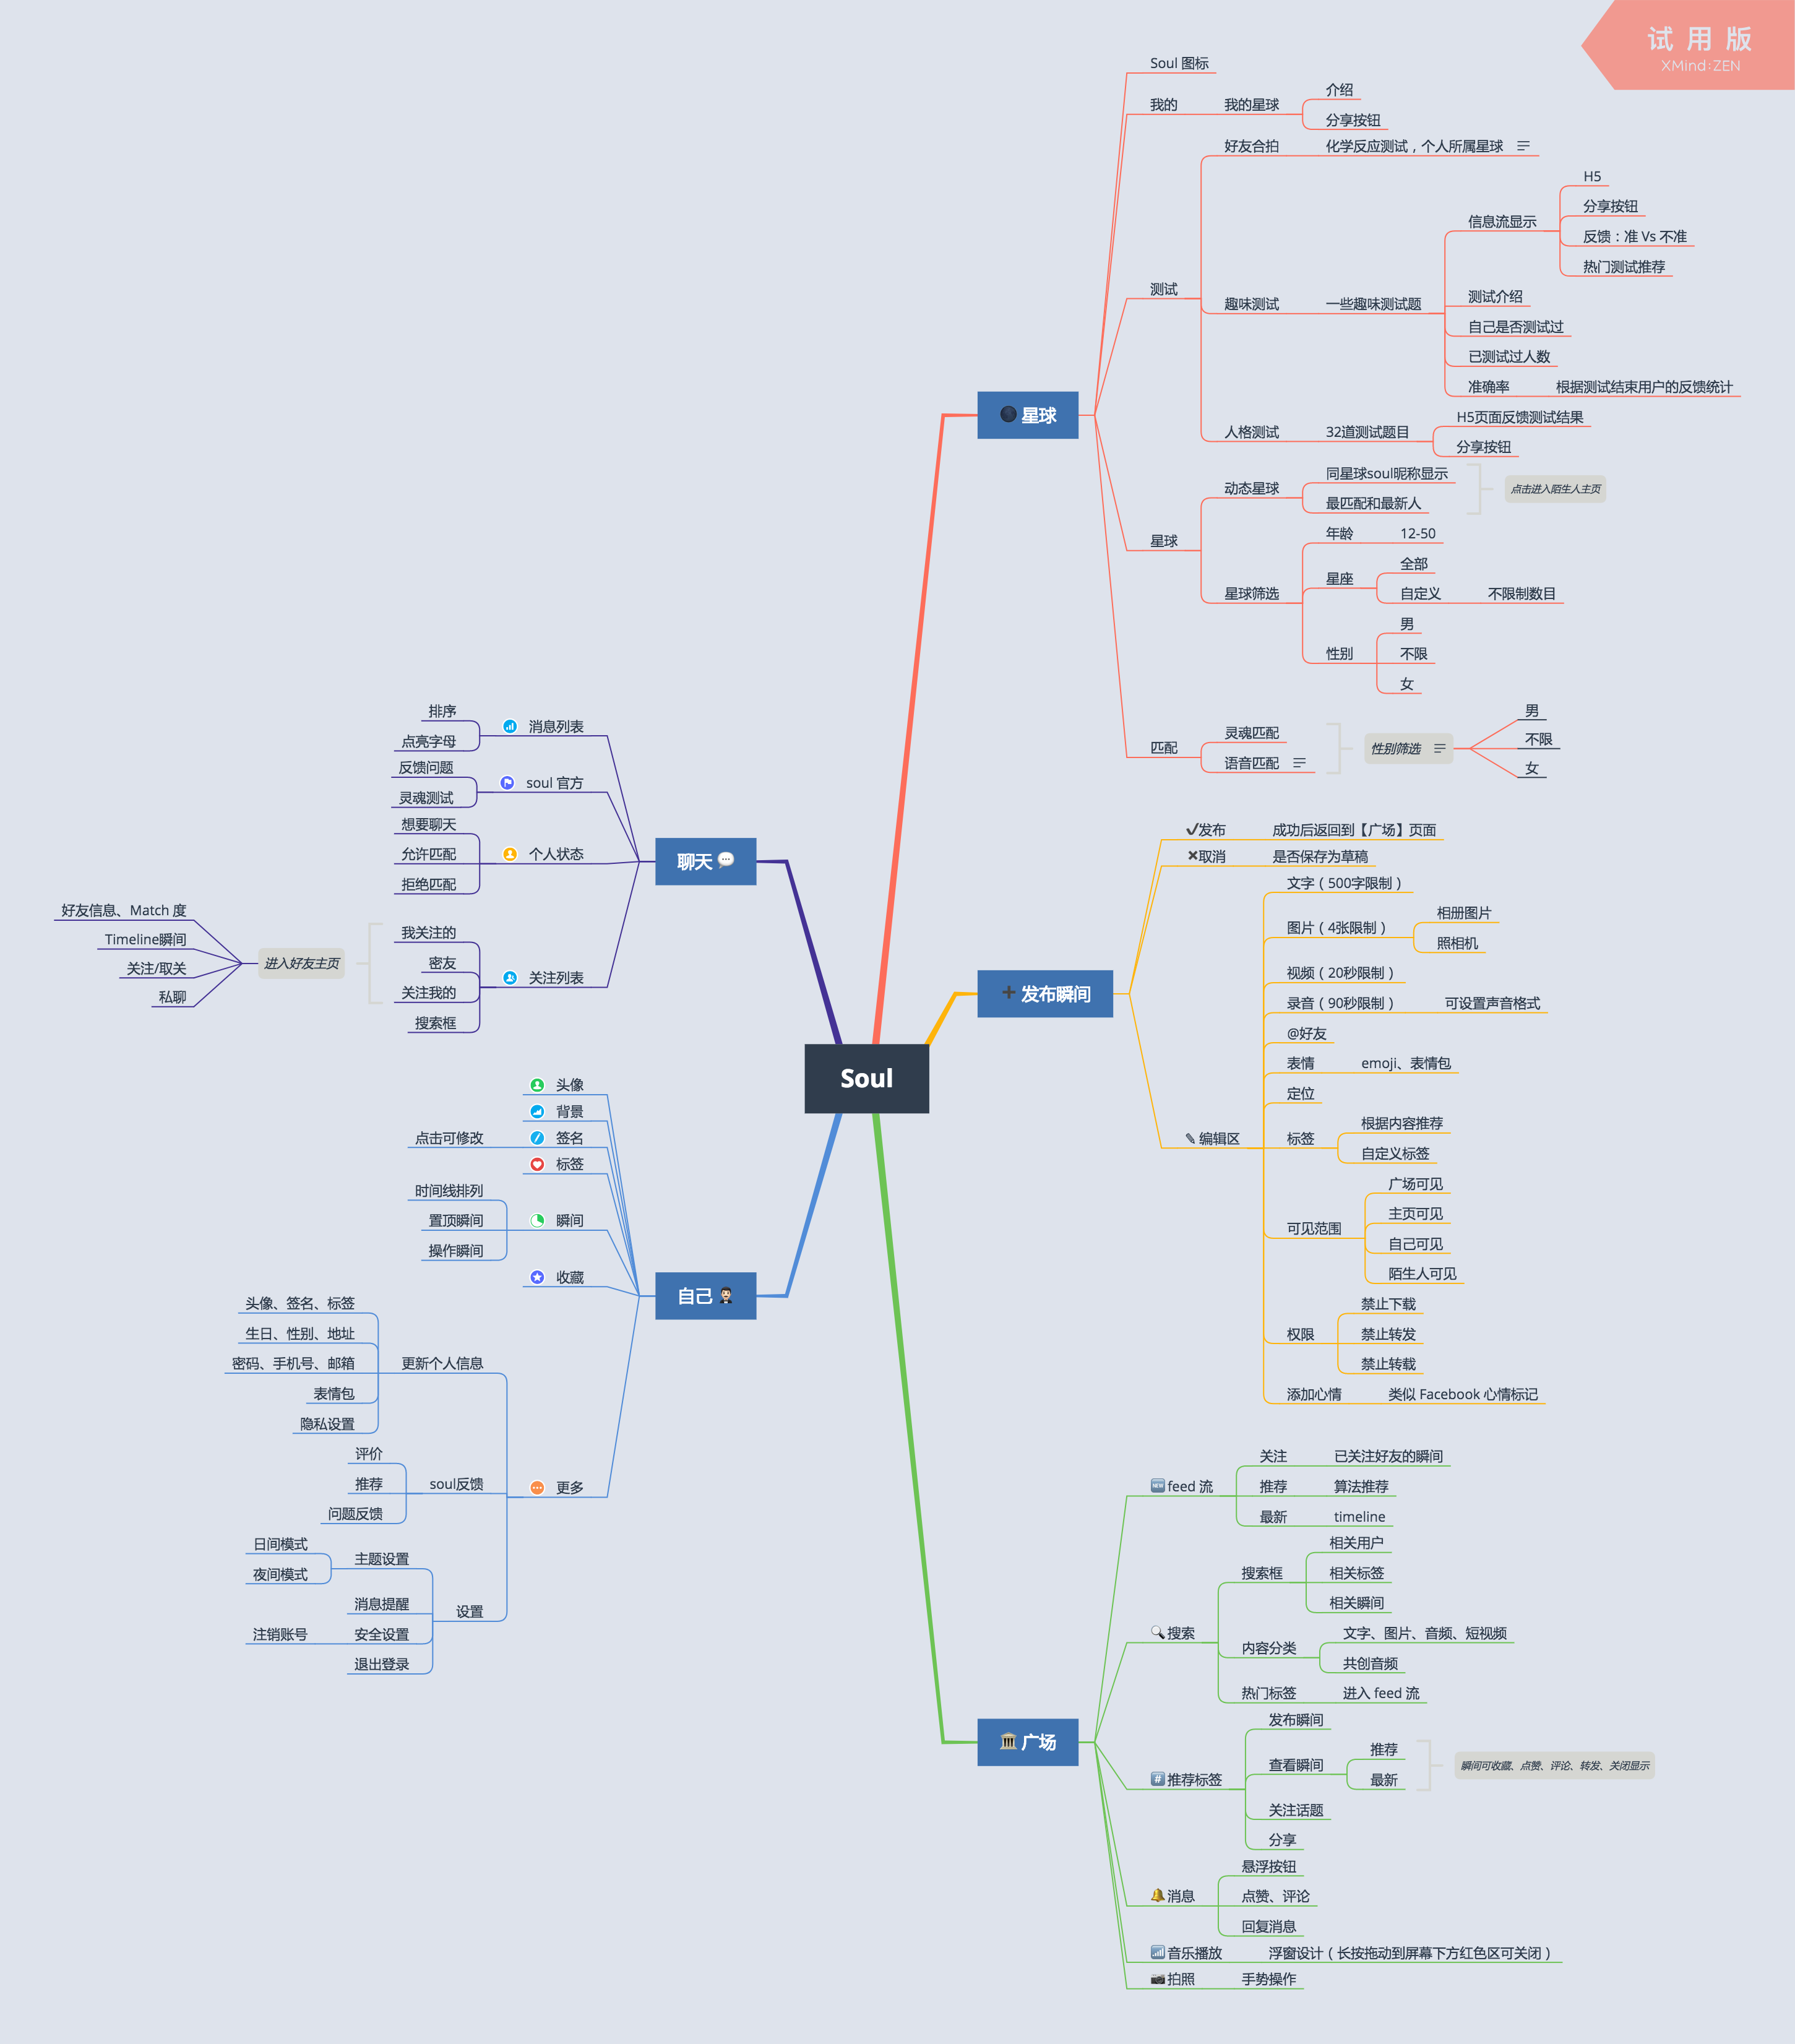 试用版
XMind:ZEN
Soul
星球
Soul 图标
我的
我的星球
介绍
分享按钮
测试
好友合拍
化学反应测试，个人所属星球
趣味测试
一些趣味测试题
信息流显示
H5
分享按钮
反馈：准 Vs 不准
热门测试推荐
测试介绍
自己是否测试过
已测试过人数
准确率
根据测试结束用户的反馈统计
人格测试
32道测试题目
H5页面反馈测试结果
分享按钮
星球
动态星球
同星球soul昵称显示
最匹配和最新人
点击进入陌生人主页
星球筛选
年龄
12-50
星座
全部
自定义
不限制数目
性别
男
不限
女
匹配
灵魂匹配
语音匹配
性别筛选
男
不限
女
发布瞬间
发布
成功后返回到【广场】页面
取消
是否保存为草稿
编辑区
文字（500字限制）
图片（4张限制）
相册图片
照相机
视频（20秒限制）
录音（90秒限制）
可设置声音格式
@好友
表情
emoji、表情包
定位
标签
根据内容推荐
自定义标签
可见范围
广场可见
主页可见
自己可见
陌生人可见
权限
禁止下载
禁止转发
禁止转载
添加心情
类似 Facebook 心情标记
广场
NEW
feed 流
关注
已关注好友的瞬间
推荐
算法推荐
最新
timeline
搜索
搜索框
相关用户
相关标签
相关瞬间
内容分类
文字、图片、音频、短视频
共创音频
热门标签
进入 feed 流
#
推荐标签
发布瞬间
查看瞬间
推荐
最新
瞬间可收藏、点赞、评论、转发、关闭显示
关注话题
分享
消息
悬浮按钮
点赞、评论
回复消息
音乐播放
浮窗设计（长按拖动到屏幕下方红色区可关闭）
拍照
手势操作
聊天
消息列表
排序
点亮字母
soul 官方
反馈问题
灵魂测试
个人状态
想要聊天
允许匹配
拒绝匹配
关注列表
我关注的
密友
关注我的
搜索框
进入好友主页
好友信息、Match 度
Timeline瞬间
关注/取关
私聊
自己
头像
背景
签名
点击可修改
标签
瞬间
时间线排列
置顶瞬间
操作瞬间
收藏
更多
更新个人信息
头像、签名、标签
生日、性别、地址
密码、手机号、邮箱
表情包
隐私设置
soul反馈
评价
推荐
问题反馈
设置
主题设置
日间模式
夜间模式
消息提醒
安全设置
注销账号
退出登录